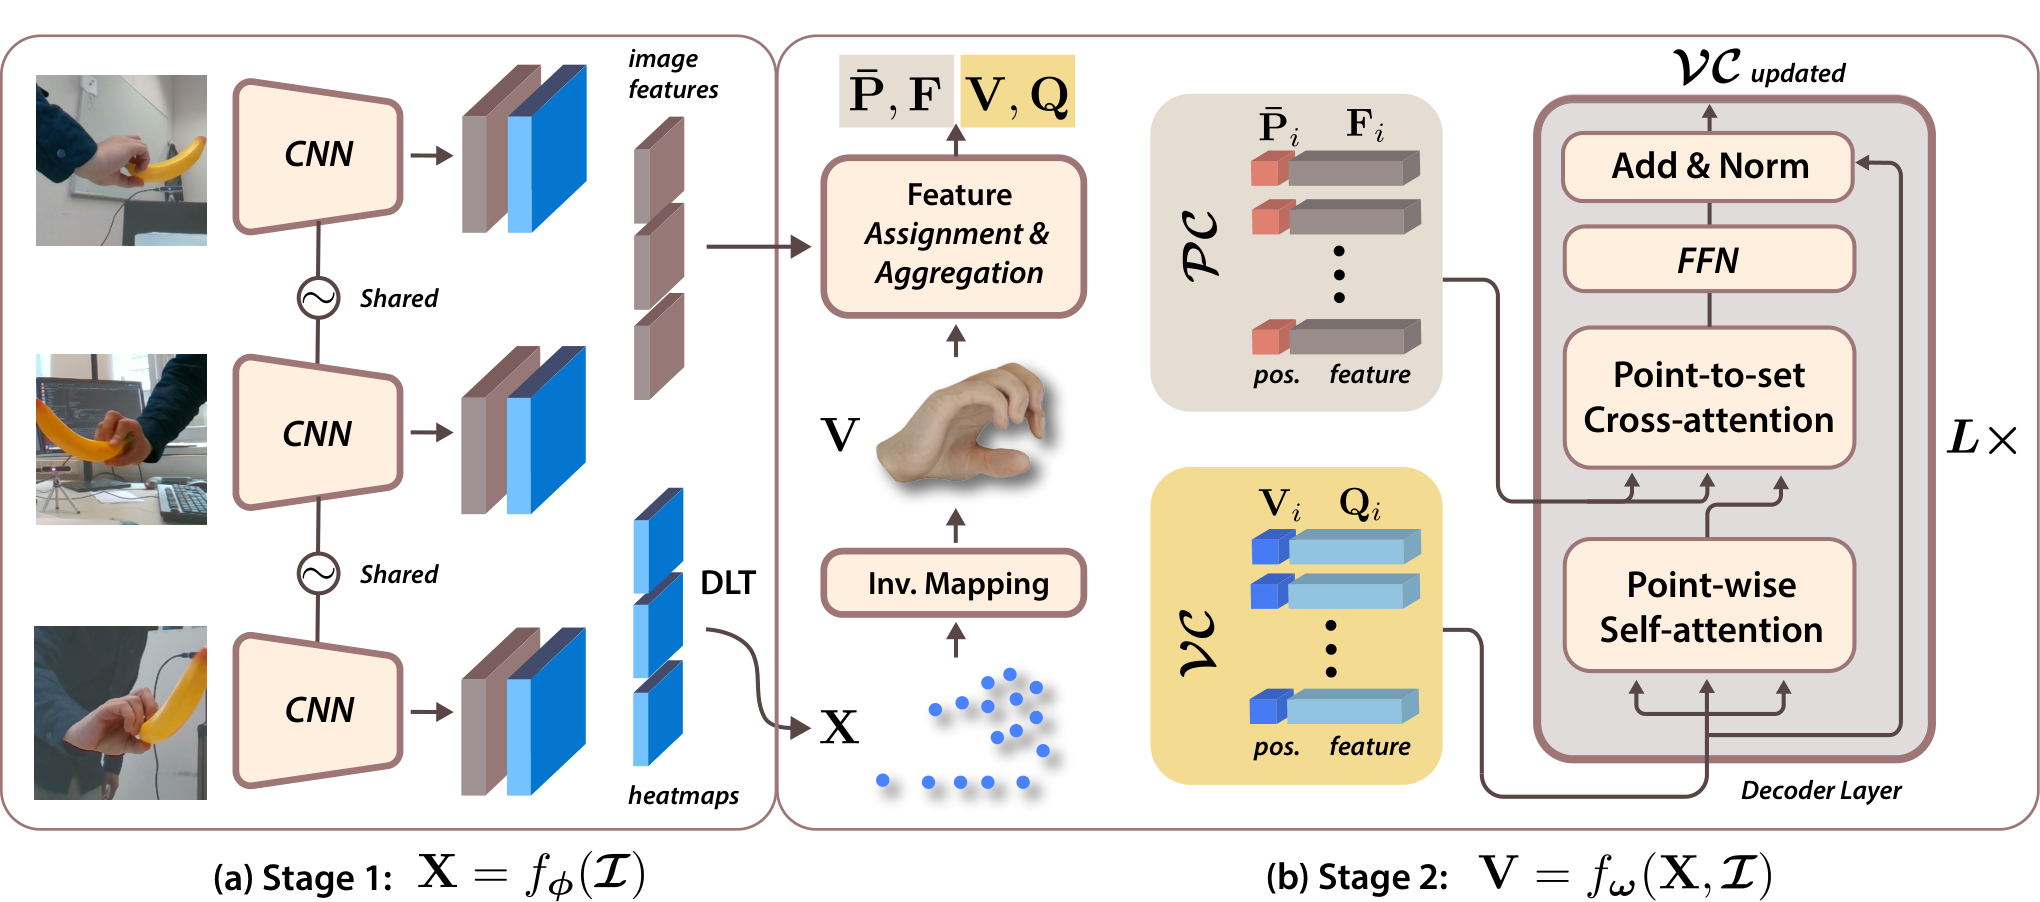 CNN
Shared
CNN
Shared
CNN
image
features
DLT
heatmaps
P̄, F V, Q
Feature
Assignment &
Aggregation
V
Inv. Mapping
X
P̄ᵢ Fᵢ
𝒫𝒞
pos. feature
Vᵢ Qᵢ
𝒱𝒞
pos. feature
𝒱𝒞 updated
Add & Norm
FFN
Point-to-set
Cross-attention
Point-wise
Self-attention
L×
Decoder Layer
(a) Stage 1: X = f_ϕ(𝓘)
(b) Stage 2: V = f_ω(X, 𝓘)